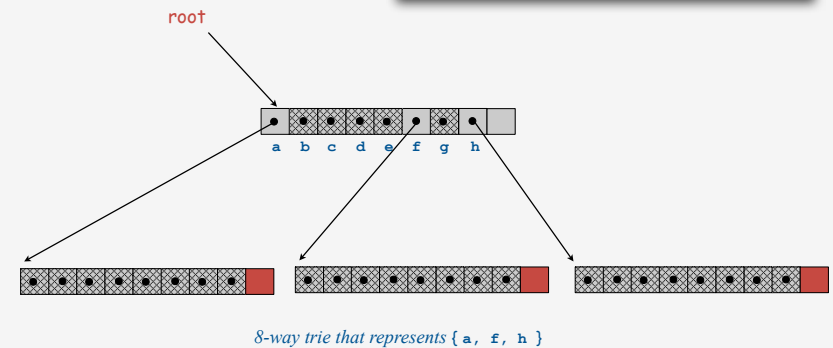 root
a b c d e f g h
8-way trie that represents { a, f, h }